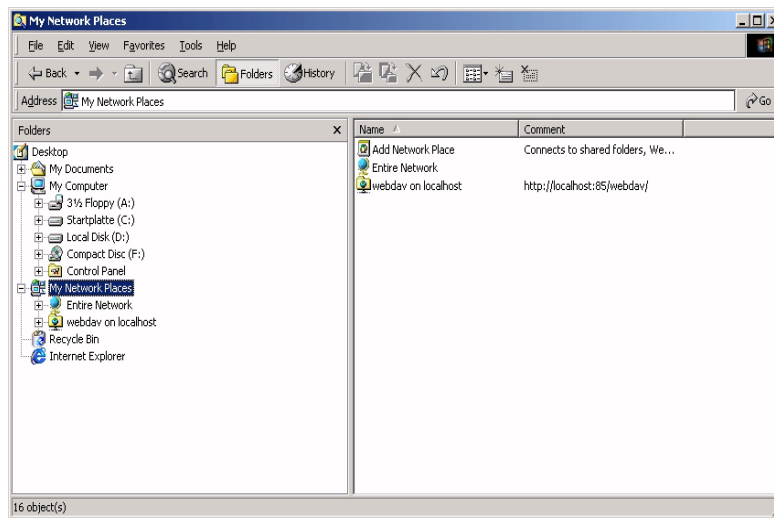 My Network Places
File Edit View Favorites Tools Help
Back Search Folders History
Address My Network Places Go
Folders x Name Comment
Desktop
My Documents
My Computer
3½ Floppy (A:)
Startplatte (C:)
Local Disk (D:)
Compact Disc (F:)
Control Panel
My Network Places
Entire Network
webdav on localhost
Recycle Bin
Internet Explorer
Add Network Place Connects to shared folders, We...
Entire Network
webdav on localhost http://localhost:85/webdav/
16 object(s)